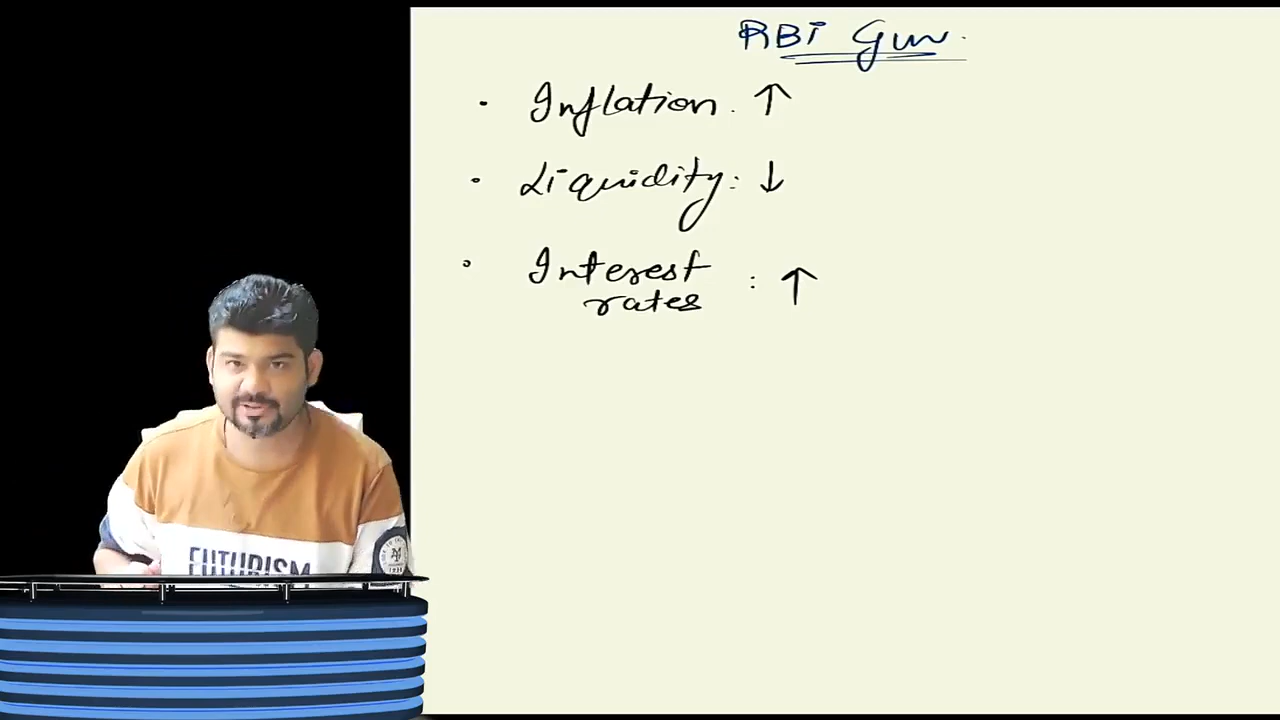 RBI Guv.
• Inflation. ↑
• Liquidity: ↓
• Interest
rates : ↑
FUTURISM